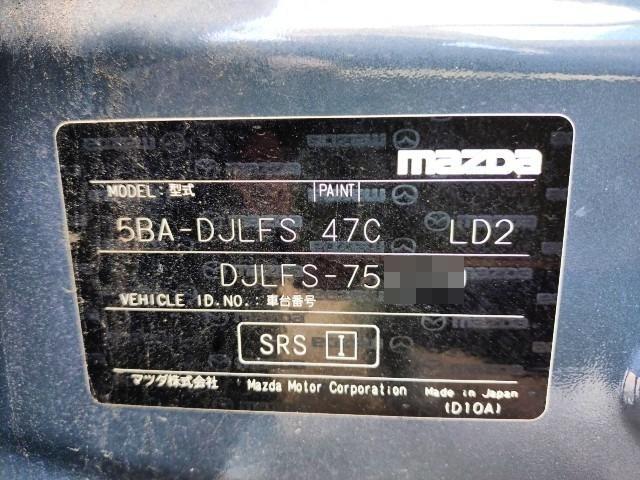 mazda
MODEL:型式 PAINT
5BA-DJLFS 47C LD2
DJLFS-75
VEHICLE ID.NO.:車台番号
SRS I
マツダ株式会社 Mazda Motor Corporation Made in Japan
(D10A)